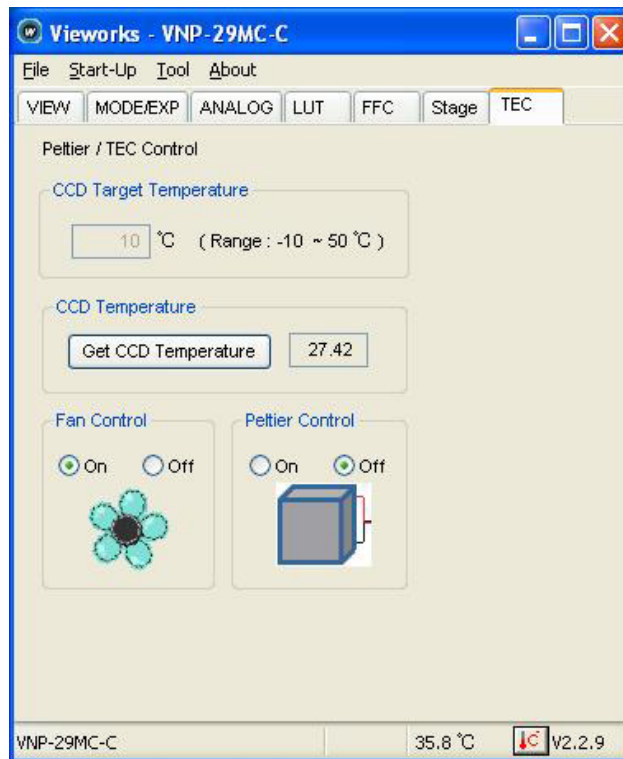 Vieworks - VNP-29MC-C
File Start-Up Tool About
VIEW MODE/EXP ANALOG LUT FFC Stage TEC
Peltier / TEC Control
CCD Target Temperature
10 ℃ ( Range : -10 ~ 50 ℃ )
CCD Temperature
Get CCD Temperature 27.42
Fan Control Peltier Control
On Off On Off
VNP-29MC-C 35.8 ℃ C V2.2.9